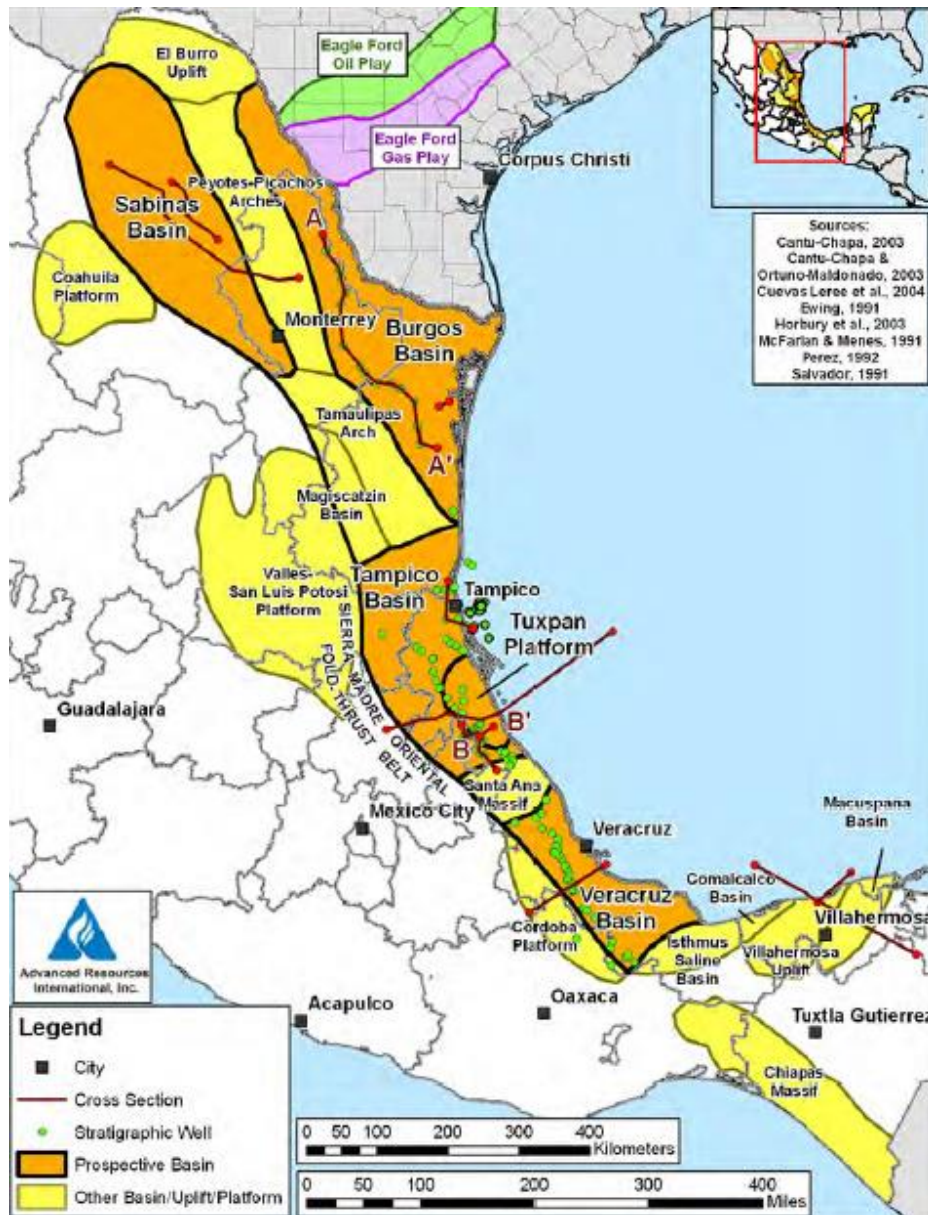 El Burro
Uplift
Eagle Ford
Oil Play
Eagle Ford
Gas Play
Corpus Christi
Peyotes-Picachos
Arches
A
Sabinas
Basin
Coahuila
Platform
Monterrey
Burgos
Basin
Tamaulipas
Arch
A'
Magiscatzin
Basin
Sources:
Cantu-Chapa, 2003
Cantu-Chapa &
Ortuno-Maldonado, 2003
Cuevas Leree et al., 2004
Ewing, 1991
Horbury et al., 2003
McFarlan & Menes, 1991
Perez, 1992
Salvador, 1991
Valles-
San Luis Potosi
Platform
Tampico
Basin
Tampico
Tuxpan
Platform
SIERRA MADRE ORIENTAL
FOLD-THRUST BELT
Guadalajara
B
B'
Santa Ana
Massif
Mexico City
Veracruz
Macuspana
Basin
Veracruz
Basin
Cordoba
Platform
Comalcalco
Basin
Villahermosa
Isthmus
Saline
Basin
Villahermosa
Uplift
Advanced Resources
International, Inc.
Acapulco
Oaxaca
Tuxtla Gutierrez
Chiapas
Massif
Legend
City
Cross Section
Stratigraphic Well
Prospective Basin
Other Basin/Uplift/Platform
0 50 100 200 300 400
Kilometers
0 50 100 200 300 400
Miles